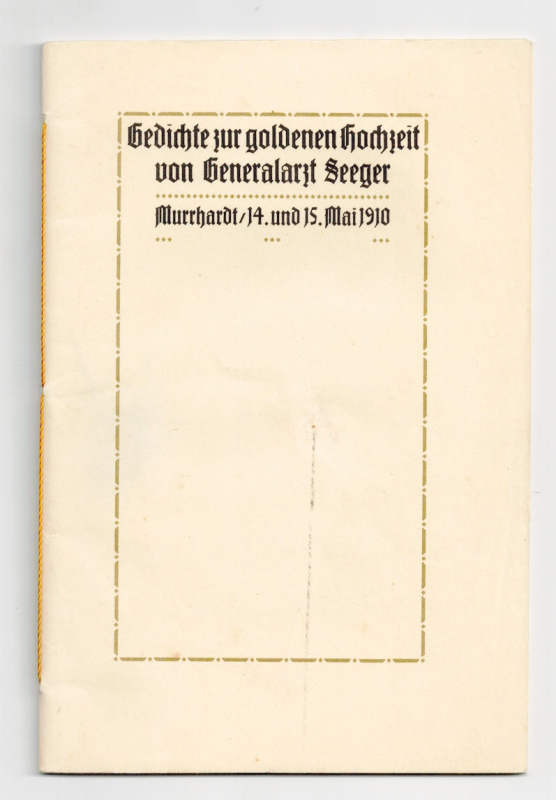 Gedichte zur goldenen Hochzeit
von Generalarzt Seeger
Murrhardt/14. und 15. Mai 1910